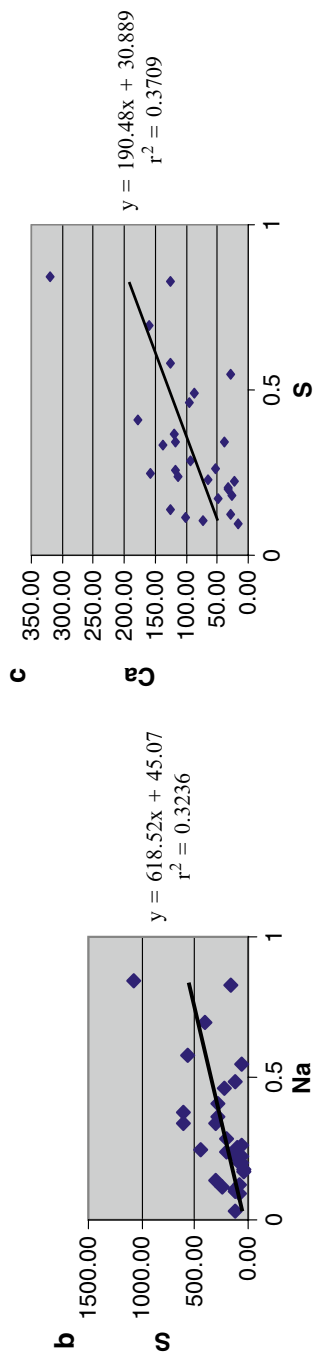 b
y = 618.52x + 45.07
r² = 0.3236
1500.00
1000.00
500.00
0.00
S
0
0.5
1
Na
c
y = 190.48x + 30.889
r² = 0.3709
350.00
300.00
250.00
200.00
150.00
100.00
50.00
0.00
Ca
0
0.5
1
S